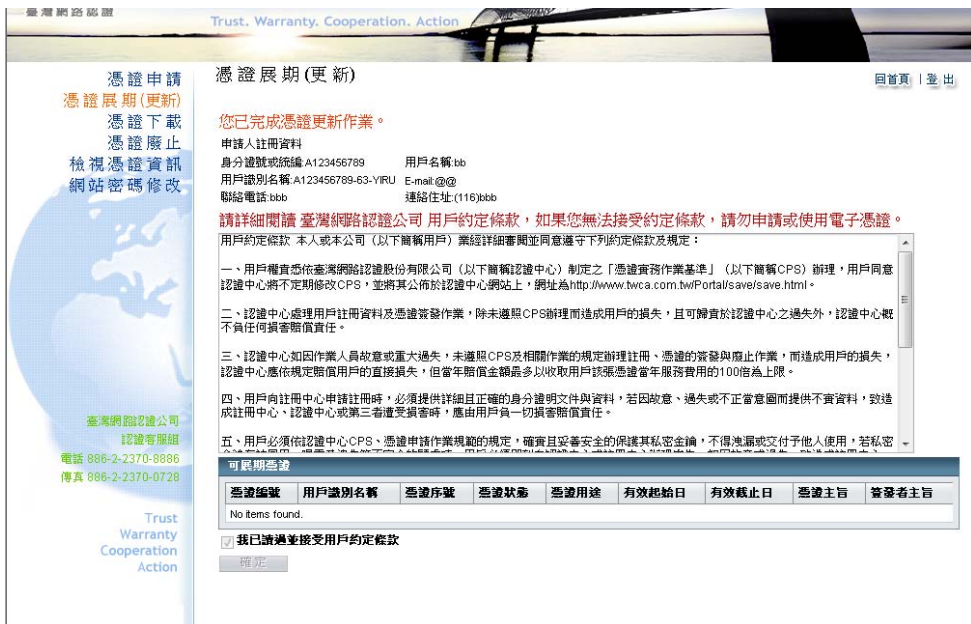 臺灣網路認證
Trust. Warranty. Cooperation. Action
憑證申請
憑證展期(更新)
憑證下載
憑證廢止
檢視憑證資訊
網站密碼修改
臺灣網路認證公司
認證客服組
電話 886-2-2370-8886
傳真 886-2-2370-0728
Trust
Warranty
Cooperation
Action
憑證展期(更新)
回首頁 | 登出
您已完成憑證更新作業。
申請人註冊資料
身分證號或統編:A123456789 用戶名稱:bb
用戶識別名稱:A123456789-63-YIRU E-mail:@@
聯絡電話:bbb 連絡住址:(116)bbb
請詳細閱讀 臺灣網路認證公司 用戶約定條款，如果您無法接受約定條款，請勿申請或使用電子憑證。
用戶約定條款 本人或本公司（以下簡稱用戶）業經詳細審閱並同意遵守下列約定條款及規定：
一、用戶權責悉依臺灣網路認證股份有限公司（以下簡稱認證中心）制定之「憑證實務作業基準」（以下簡稱CPS）辦理，用戶同意
認證中心將不定期修改CPS，並將其公佈於認證中心網站上，網址為http://www.twca.com.tw/Portal/save/save.html。
二、認證中心處理用戶註冊資料及憑證簽發作業，除未遵照CPS辦理而造成用戶的損失，且可歸責於認證中心之過失外，認證中心概
不負任何損害賠償責任。
三、認證中心如因作業人員故意或重大過失，未遵照CPS及相關作業的規定辦理註冊、憑證的簽發與廢止作業，而造成用戶的損失，
認證中心應依規定賠償用戶的直接損失，但當年賠償金額最多以收取用戶該張憑證當年服務費用的100倍為上限。
四、用戶向註冊中心申請註冊時，必須提供詳細且正確的身分證明文件與資料，若因故意、過失或不正當意圖而提供不實資料，致造
成註冊中心、認證中心或第三者遭受損害時，應由用戶負一切損害賠償責任。
五、用戶必須依認證中心CPS、憑證申請作業規範的規定，確實且妥善安全的保護其私密金鑰，不得洩漏或交付予他人使用，若私密
可展期憑證
憑證編號 用戶識別名稱 憑證序號 憑證狀態 憑證用途 有效起始日 有效截止日 憑證主旨 簽發者主旨
No items found.
我已讀過並接受用戶約定條款
確定